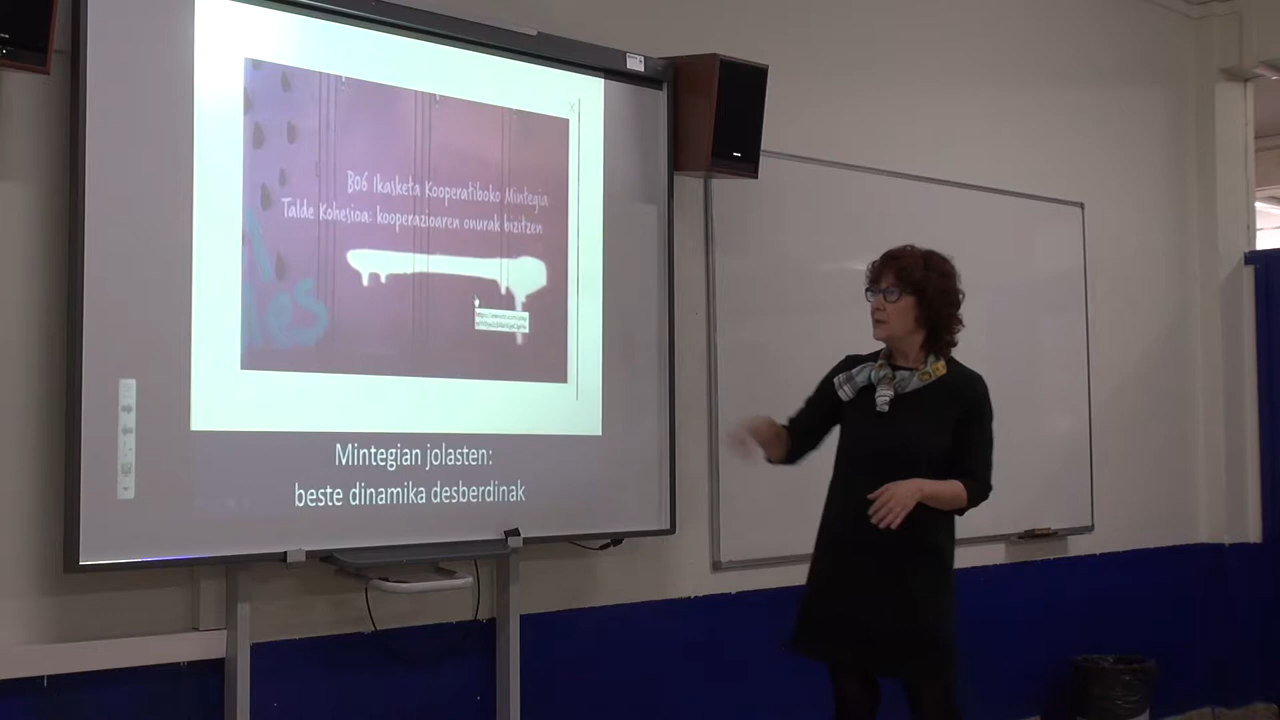 B06 Ikasketa Kooperatiboko Mintegia
Talde Kohesioa: kooperazioaren onurak bizitzen
Mintegian jolasten:
beste dinamika desberdinak